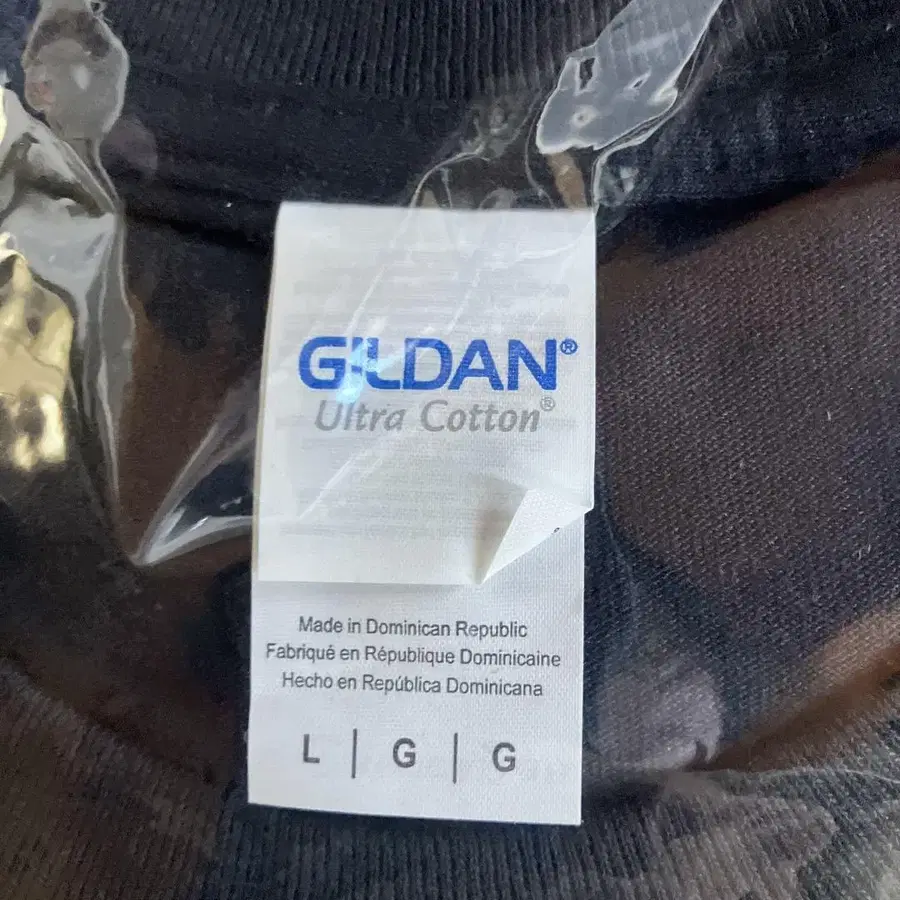 GILDAN®
Ultra Cotton®
Made in Dominican Republic
Fabriqué en République Dominicaine
Hecho en República Dominicana
L | G | G